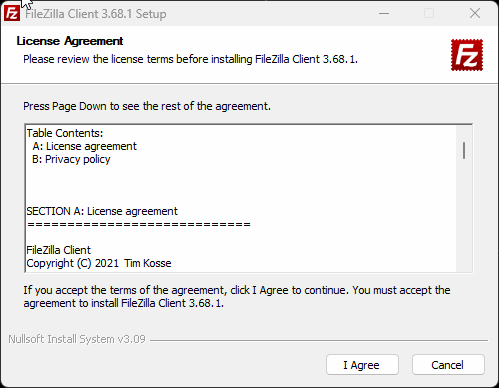 FileZilla Client 3.68.1 Setup
License Agreement
Please review the license terms before installing FileZilla Client 3.68.1.
Fz
Press Page Down to see the rest of the agreement.
Table Contents:
A: License agreement
B: Privacy policy
SECTION A: License agreement
============================
FileZilla Client
Copyright (C) 2021 Tim Kosse
If you accept the terms of the agreement, click I Agree to continue. You must accept the
agreement to install FileZilla Client 3.68.1.
Nullsoft Install System v3.09
I Agree
Cancel